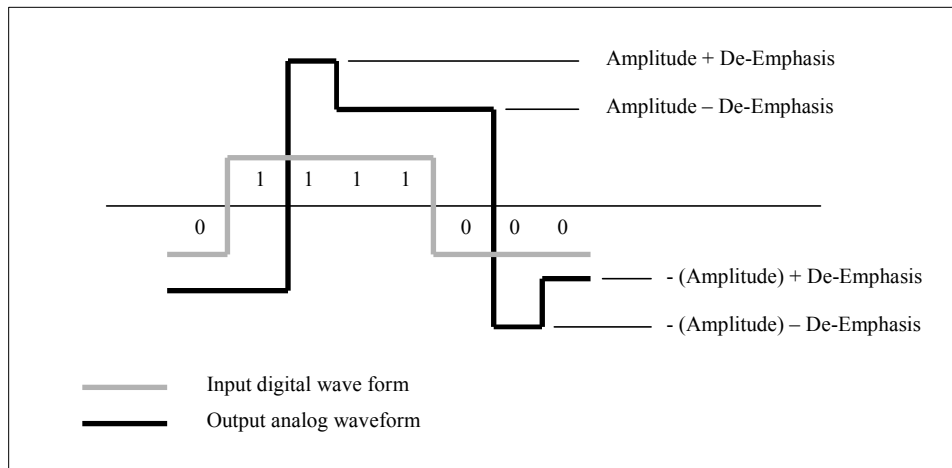 Amplitude + De-Emphasis
Amplitude – De-Emphasis
1 1 1 1
0 0 0 0
- (Amplitude) + De-Emphasis
- (Amplitude) – De-Emphasis
Input digital wave form
Output analog waveform